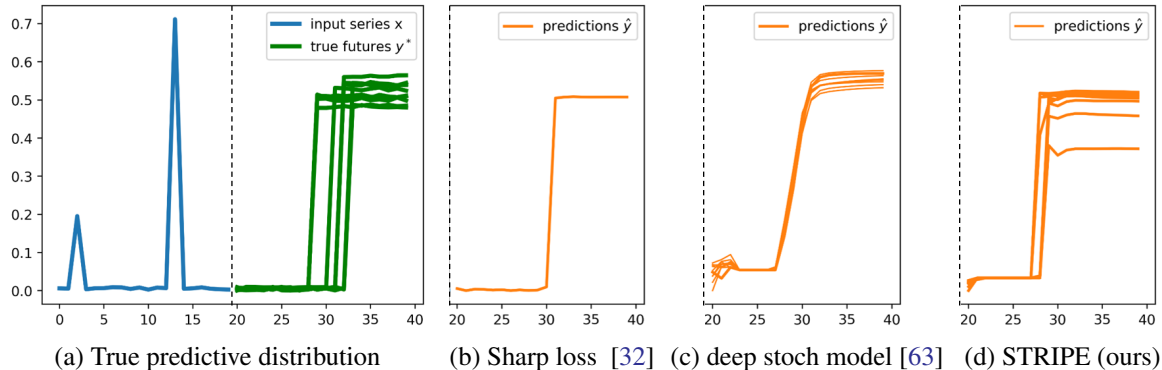 input series x
true futures y*
0.7
0.6
0.5
0.4
0.3
0.2
0.1
0.0
0 5 10 15 20 25 30 35 40
predictions ŷ
20 25 30 35 40
predictions ŷ
20 25 30 35 40
predictions ŷ
20 25 30 35 40
(a) True predictive distribution
(b) Sharp loss [32]
(c) deep stoch model [63]
(d) STRIPE (ours)